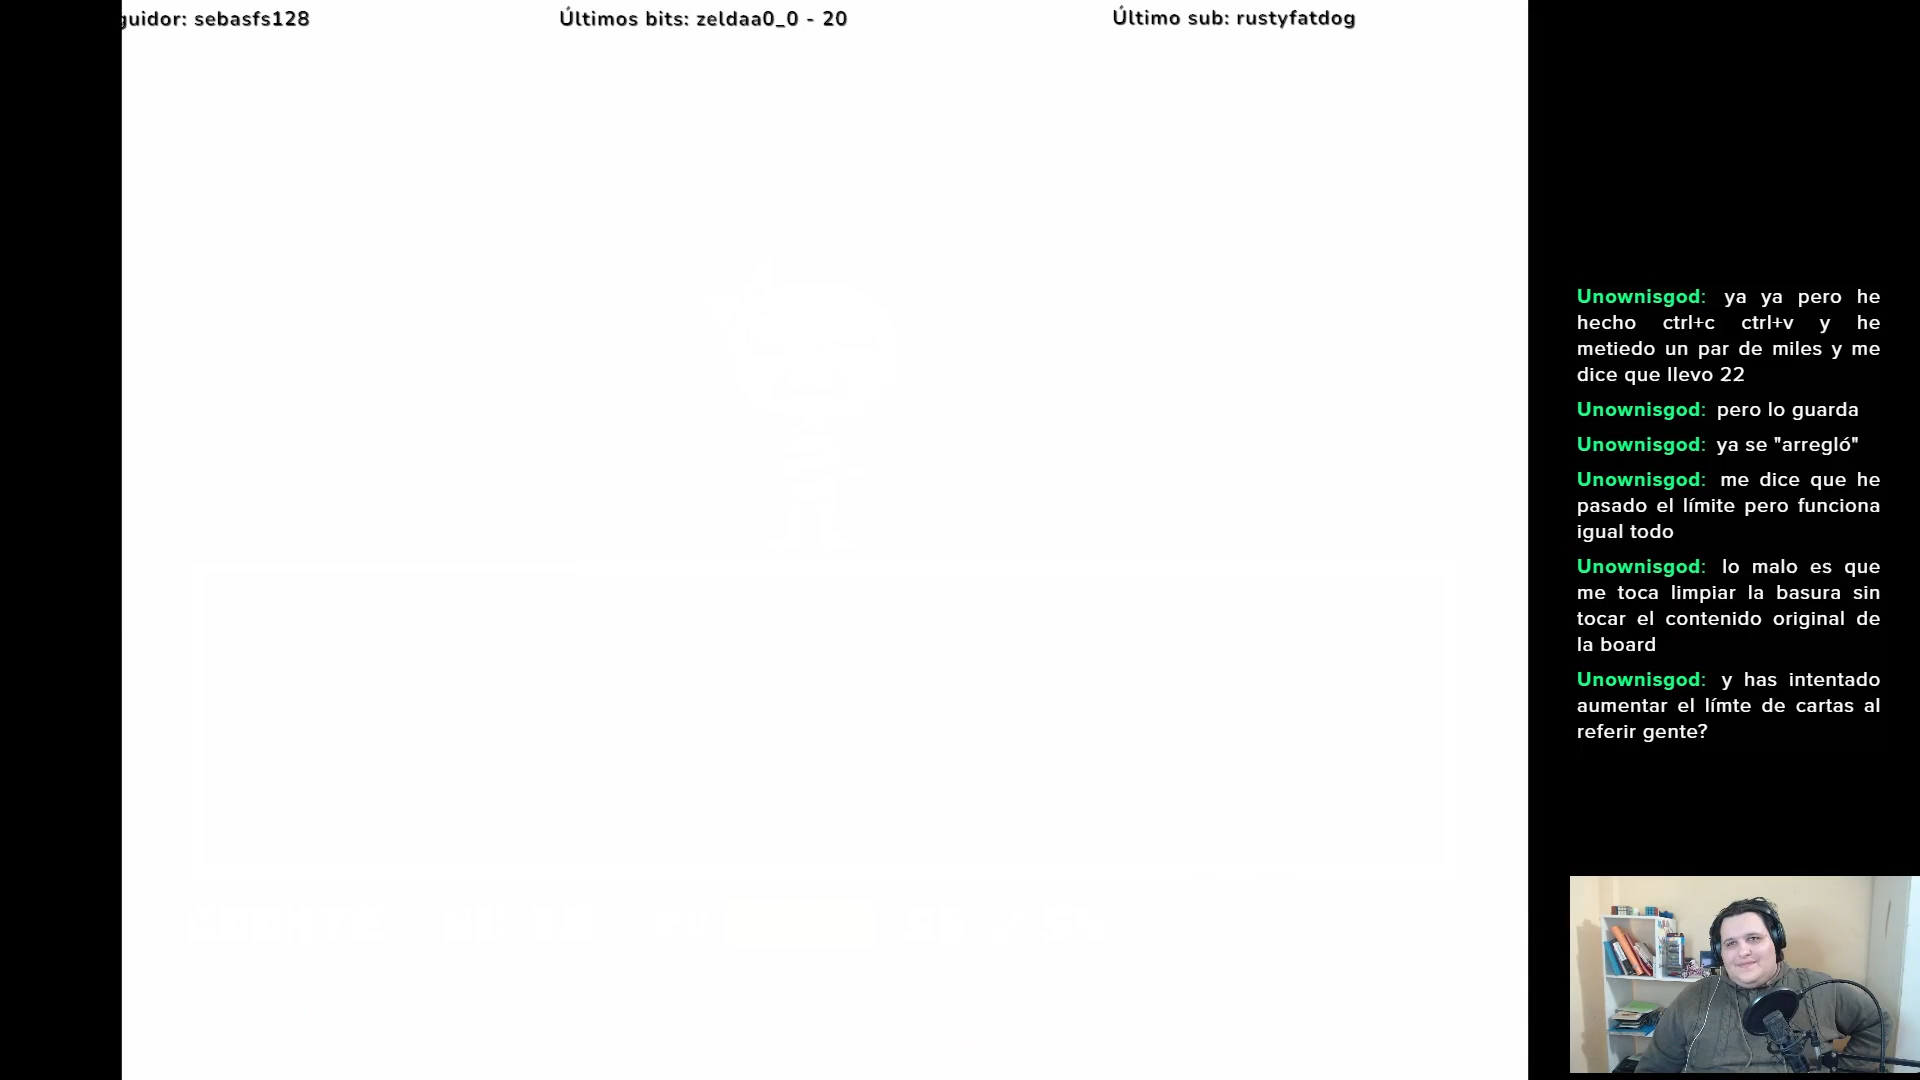 guidor: sebasfs128
Últimos bits: zeldaa0_0 - 20
Último sub: rustyfatdog
Unownisgod: ya ya pero he
hecho ctrl+c ctrl+v y he
metiedo un par de miles y me
dice que llevo 22
Unownisgod: pero lo guarda
Unownisgod: ya se "arregló"
Unownisgod: me dice que he
pasado el límite pero funciona
igual todo
Unownisgod: lo malo es que
me toca limpiar la basura sin
tocar el contenido original de
la board
Unownisgod: y has intentado
aumentar el límte de cartas al
referir gente?